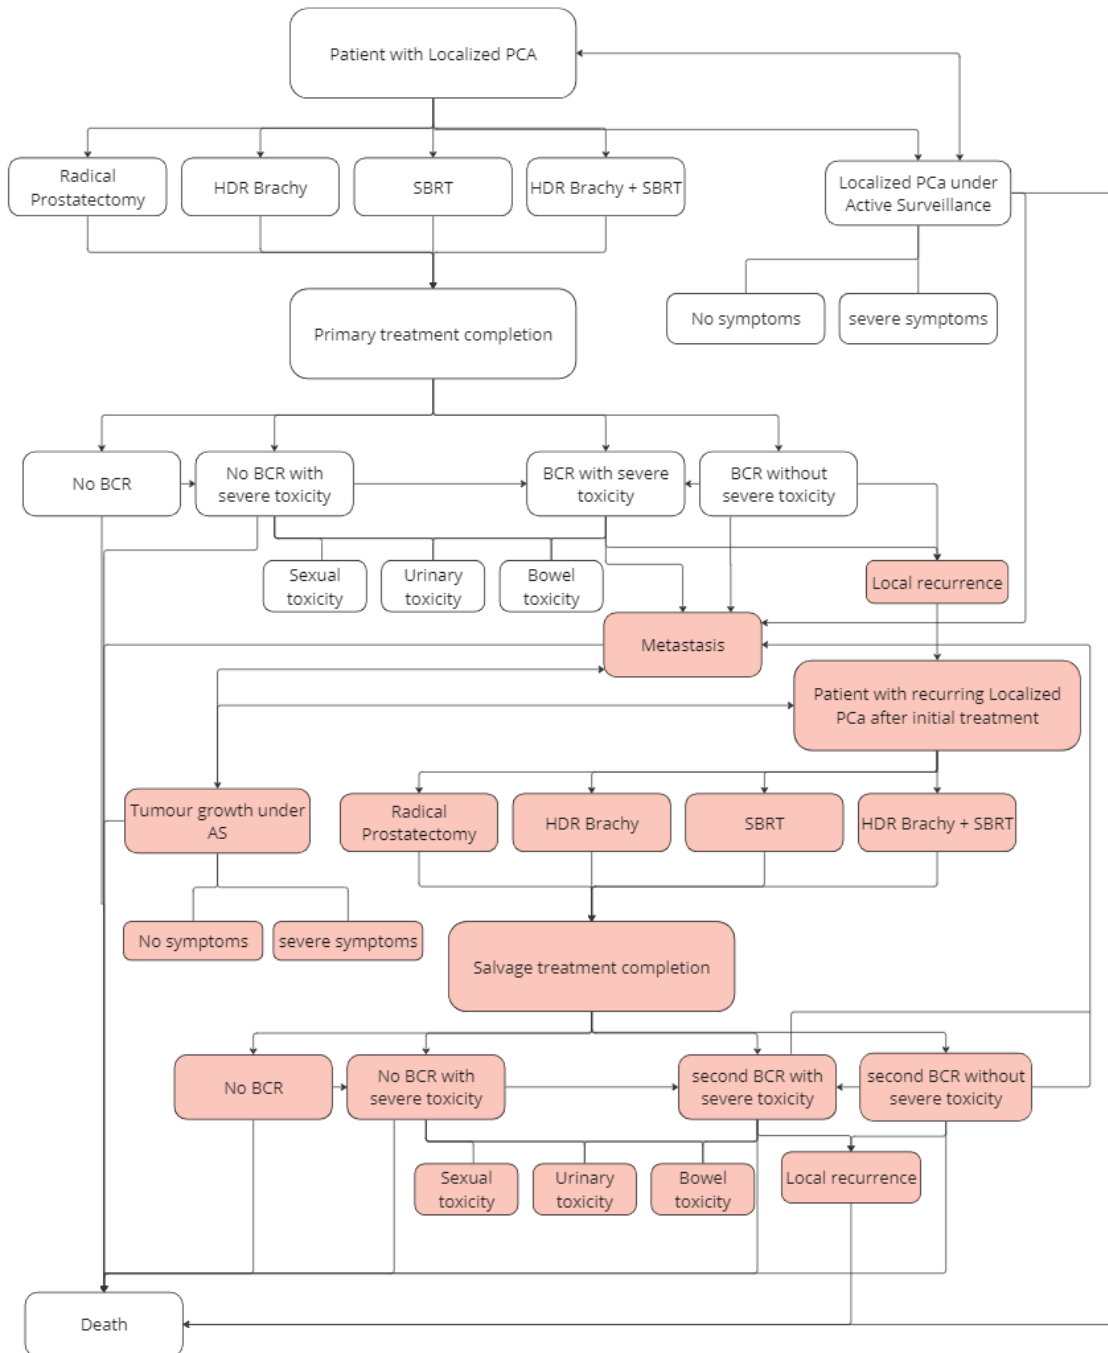 Patient with Localized PCA
Radical
Prostatectomy
HDR Brachy
SBRT
HDR Brachy + SBRT
Localized PCa under
Active Surveillance
No symptoms
severe symptoms
Primary treatment completion
No BCR
No BCR with
severe toxicity
BCR with severe
toxicity
BCR without
severe toxicity
Sexual
toxicity
Urinary
toxicity
Bowel
toxicity
Local recurrence
Metastasis
Patient with recurring Localized
PCa after initial treatment
Tumour growth under
AS
Radical
Prostatectomy
HDR Brachy
SBRT
HDR Brachy + SBRT
No symptoms
severe symptoms
Salvage treatment completion
No BCR
No BCR with
severe toxicity
second BCR with
severe toxicity
second BCR without
severe toxicity
Sexual
toxicity
Urinary
toxicity
Bowel
toxicity
Local recurrence
Death